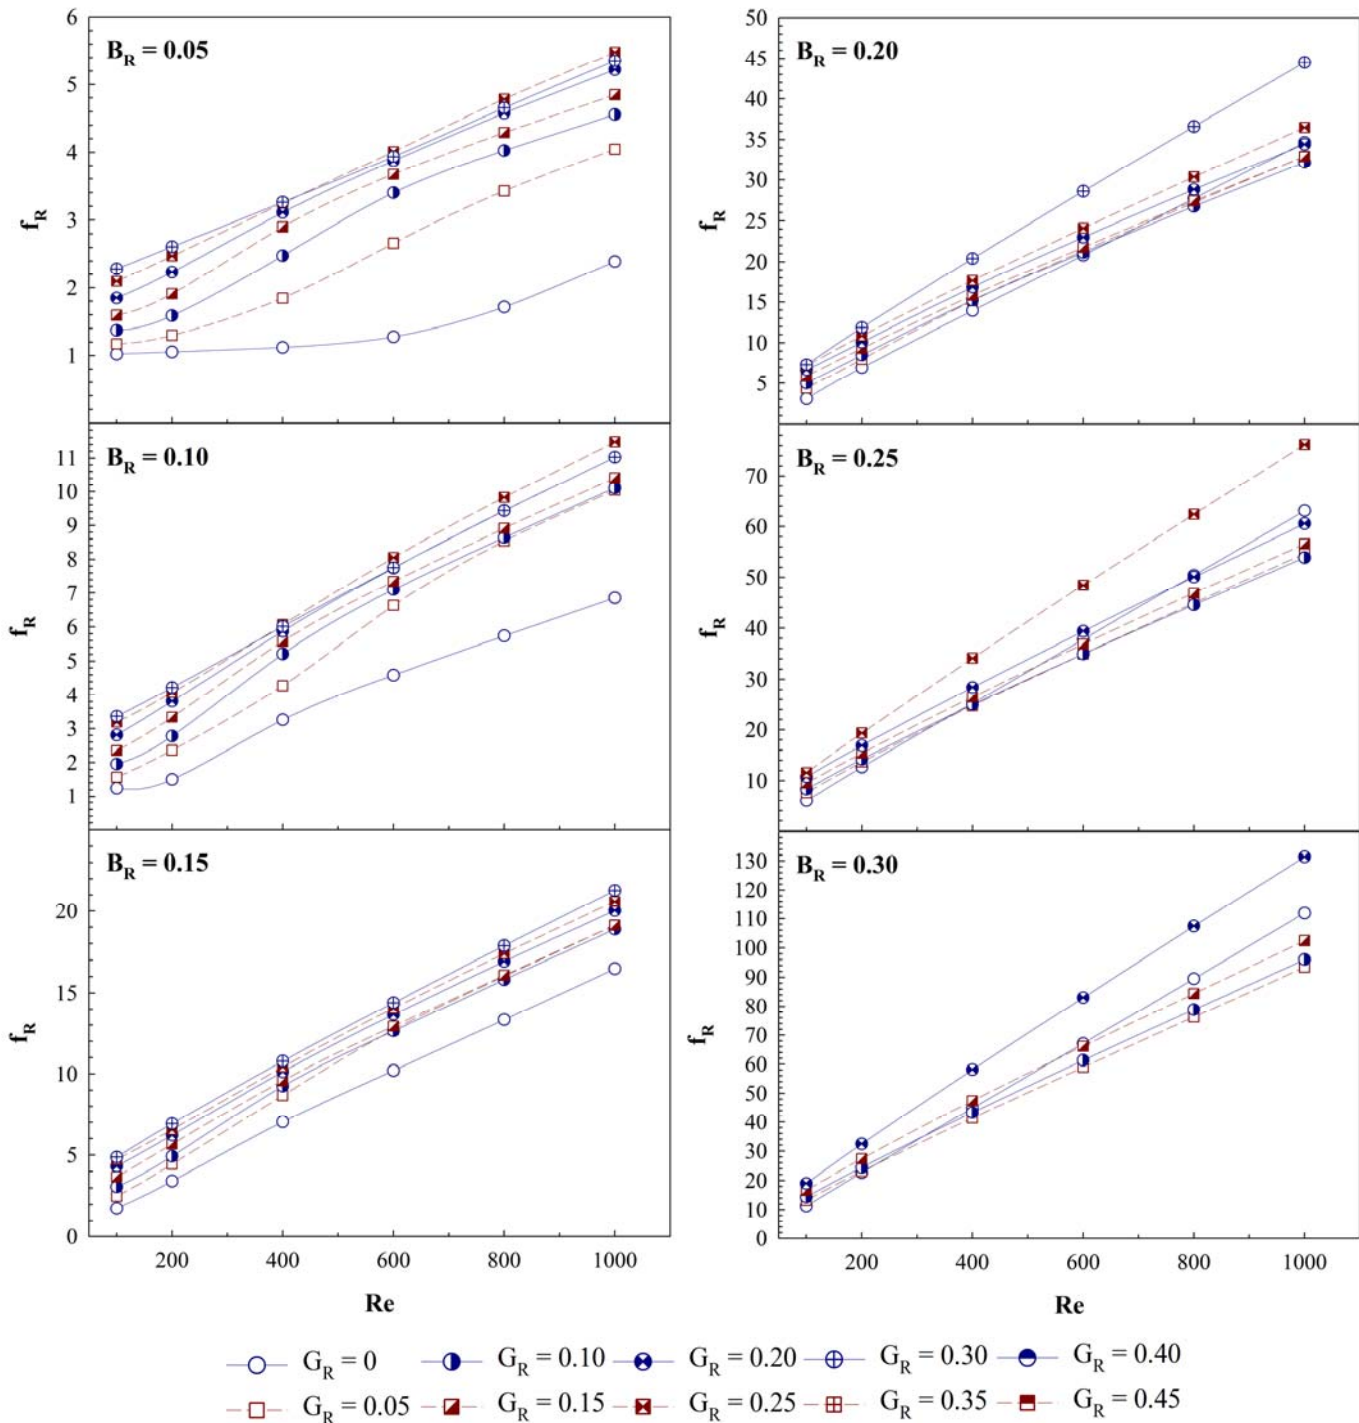 B_R = 0.05
6
5
4
3
2
1
f_R
B_R = 0.20
50
45
40
35
30
25
20
15
10
5
f_R
B_R = 0.10
11
10
9
8
7
6
5
4
3
2
1
f_R
B_R = 0.25
70
60
50
40
30
20
10
f_R
B_R = 0.15
20
15
10
5
0
f_R
200 400 600 800 1000
Re
B_R = 0.30
130
120
110
100
90
80
70
60
50
40
30
20
10
0
f_R
200 400 600 800 1000
Re
G_R = 0 G_R = 0.10 G_R = 0.20 G_R = 0.30 G_R = 0.40
G_R = 0.05 G_R = 0.15 G_R = 0.25 G_R = 0.35 G_R = 0.45